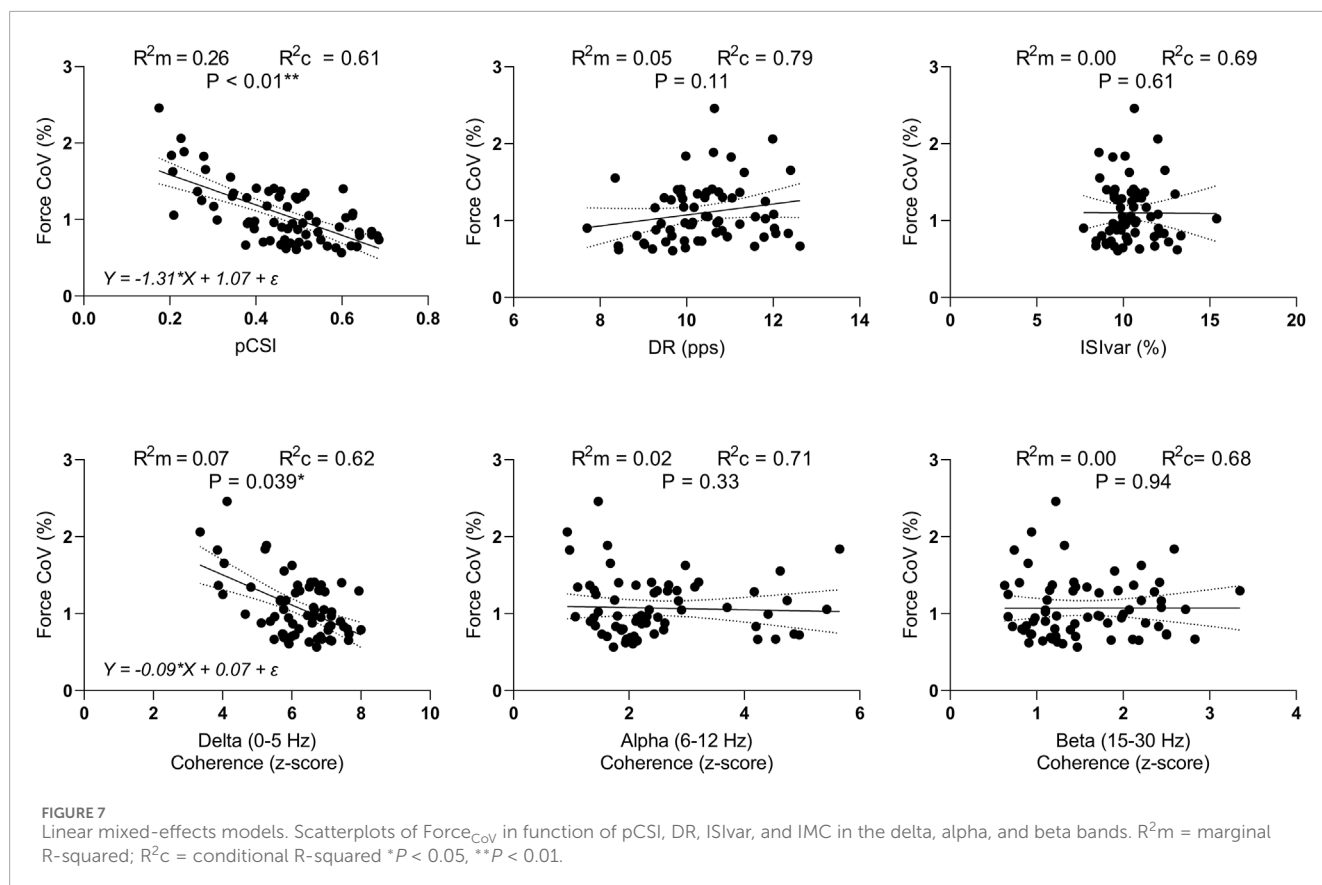 R²m = 0.26 R²c = 0.61
P < 0.01**
3
2
1
0
Force CoV (%)
Y = -1.31*X + 1.07 + ε
0.0 0.2 0.4 0.6 0.8
pCSI
R²m = 0.05 R²c = 0.79
P = 0.11
3
2
1
0
Force CoV (%)
6 8 10 12 14
DR (pps)
R²m = 0.00 R²c = 0.69
P = 0.61
3
2
1
0
Force CoV (%)
0 5 10 15 20
ISIvar (%)
R²m = 0.07 R²c = 0.62
P = 0.039*
3
2
1
0
Force CoV (%)
Y = -0.09*X + 0.07 + ε
0 2 4 6 8 10
Delta (0-5 Hz)
Coherence (z-score)
R²m = 0.02 R²c = 0.71
P = 0.33
3
2
1
0
Force CoV (%)
0 2 4 6
Alpha (6-12 Hz)
Coherence (z-score)
R²m = 0.00 R²c= 0.68
P = 0.94
3
2
1
0
Force CoV (%)
0 1 2 3 4
Beta (15-30 Hz)
Coherence (z-score)
FIGURE 7
Linear mixed-effects models. Scatterplots of Force_CoV in function of pCSI, DR, ISIvar, and IMC in the delta, alpha, and beta bands. R²m = marginal
R-squared; R²c = conditional R-squared *P < 0.05, **P < 0.01.